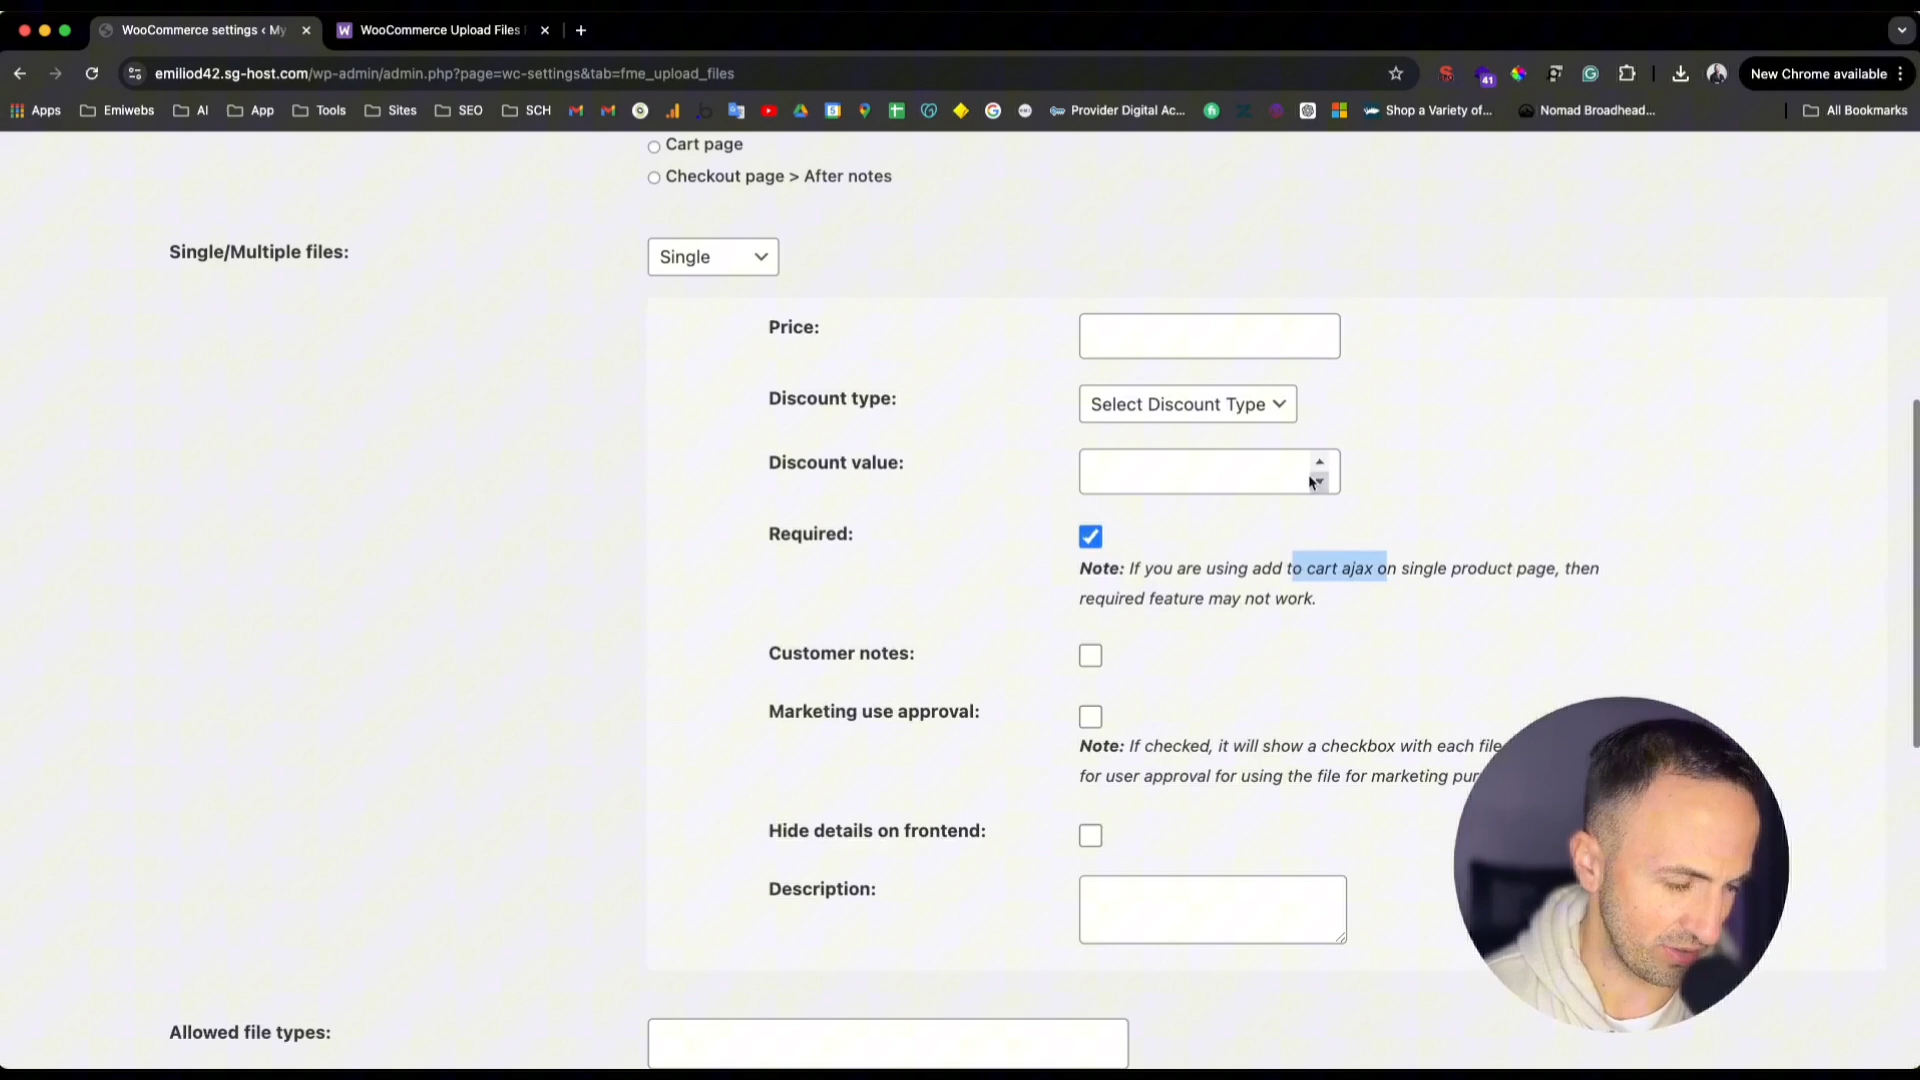 WooCommerce settings ‹ My
WooCommerce Upload Files
emiliod42.sg-host.com/wp-admin/admin.php?page=wc-settings&tab=fme_upload_files
41
New Chrome available
Apps
Emiwebs
AI
App
Tools
Sites
SEO
SCH
Provider Digital Ac...
Shop a Variety of...
Nomad Broadhead...
All Bookmarks
Cart page
Checkout page > After notes
Single/Multiple files:
Single
Price:
Discount type:
Select Discount Type
Discount value:
Required:
Note: If you are using add to cart ajax on single product page, then
required feature may not work.
Customer notes:
Marketing use approval:
Note: If checked, it will show a checkbox with each file
for user approval for using the file for marketing pur
Hide details on frontend:
Description:
Allowed file types: